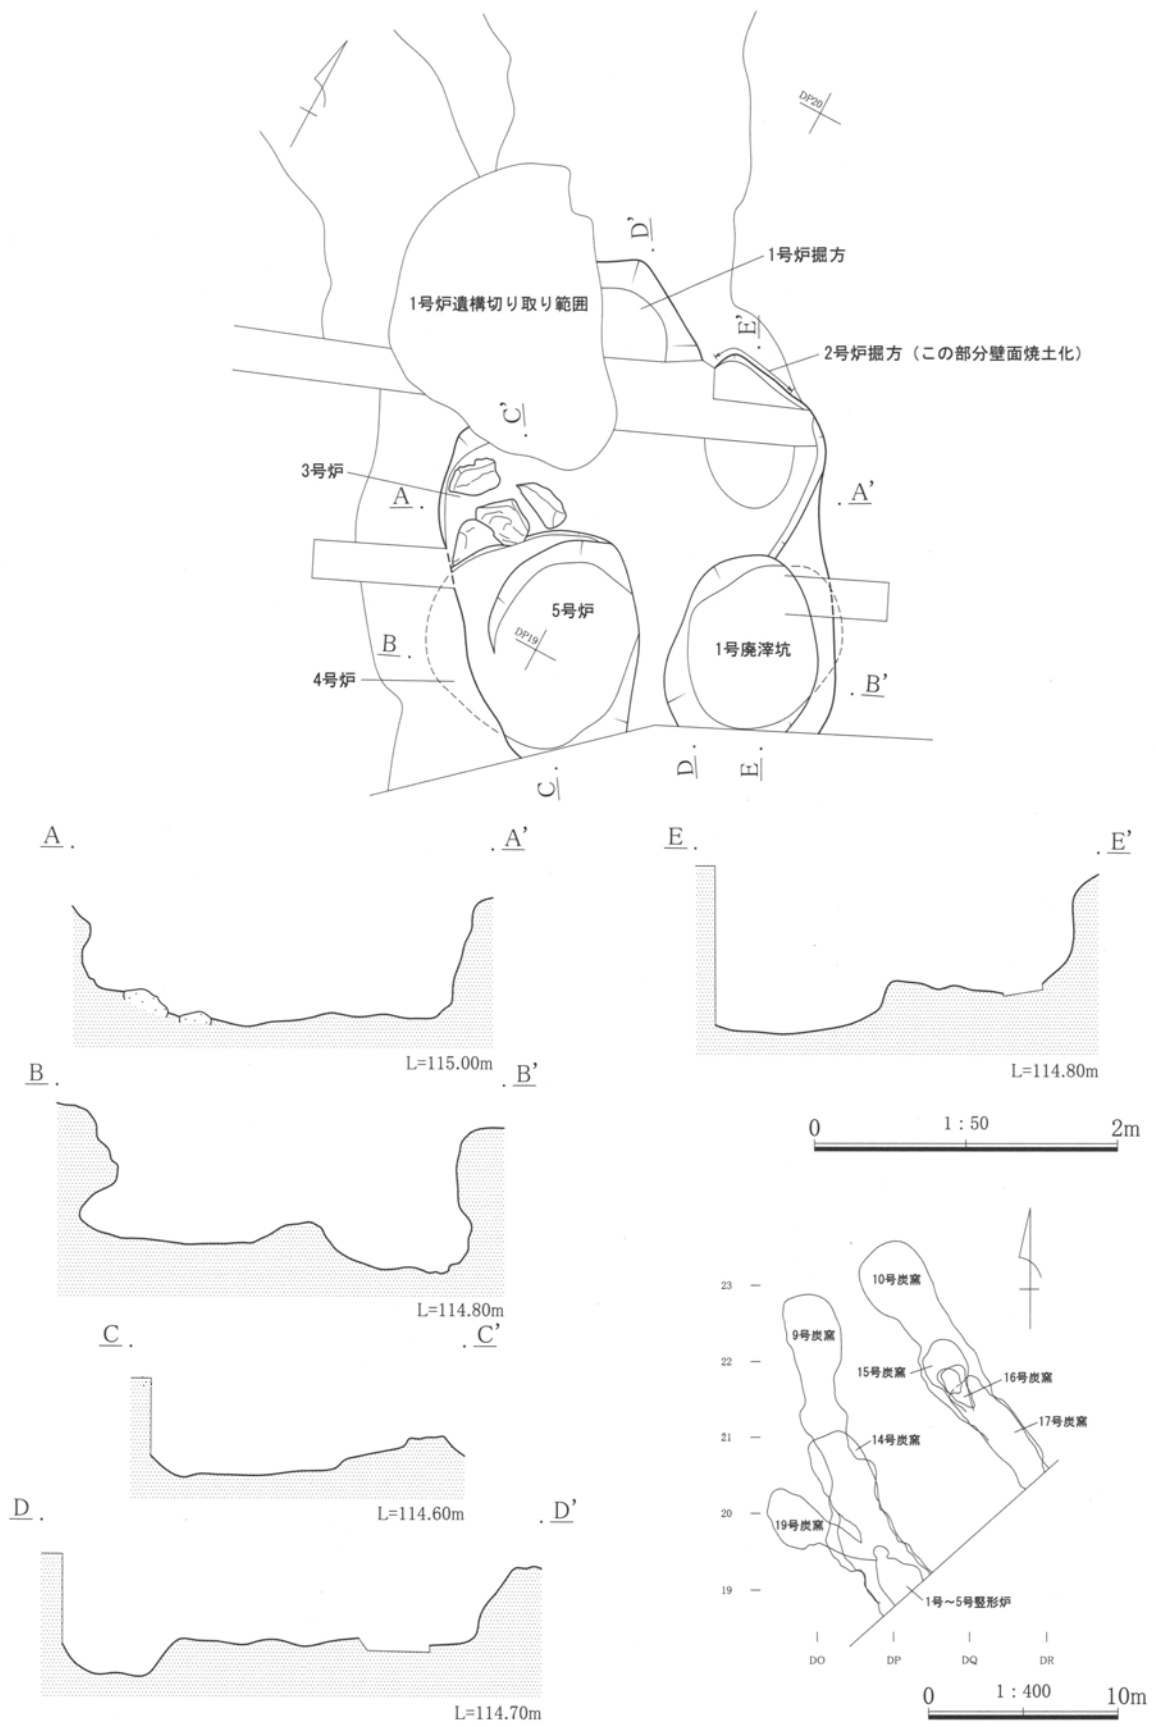 DP20
D'
1号炉掘方
1号炉遺構切り取り範囲
E'
2号炉掘方（この部分壁面焼土化）
C'
3号炉
A
A'
5号炉
DP19
1号廃滓坑
B
4号炉
B'
D
E
C
A
A'
E
E'
L=115.00m
L=114.80m
B
B'
0
1：50
2m
L=114.80m
C
C'
10号炭窯
23
9号炭窯
22
15号炭窯
16号炭窯
17号炭窯
21
14号炭窯
L=114.60m
D
D'
20
19号炭窯
19
1号～5号竪形炉
DO
DP
DQ
DR
0
1：400
10m
L=114.70m